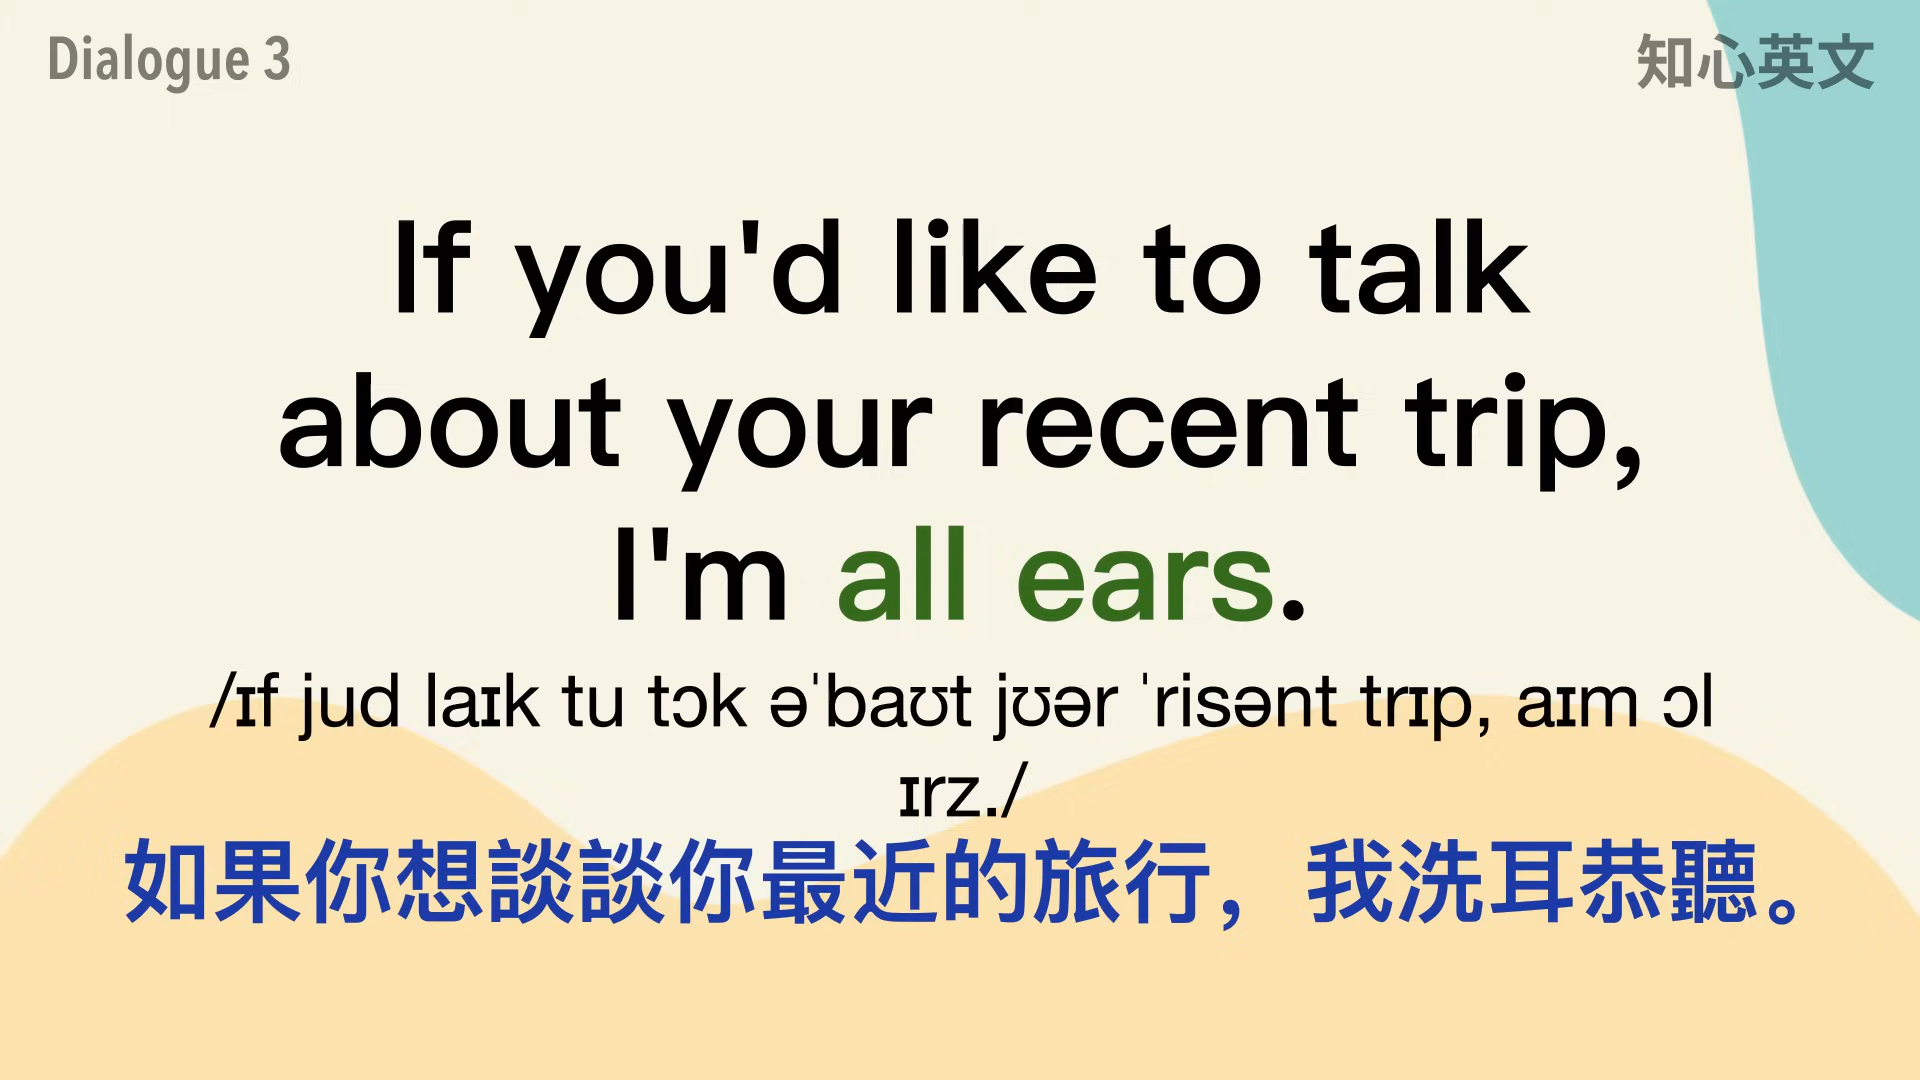 Dialogue 3
知心英文
If you'd like to talk
about your recent trip,
I'm all ears.
/ɪf jud laɪk tu tɔk əˈbaʊt jʊər ˈrisənt trɪp, aɪm ɔl
ɪrz./
如果你想談談你最近的旅行，我洗耳恭聽。